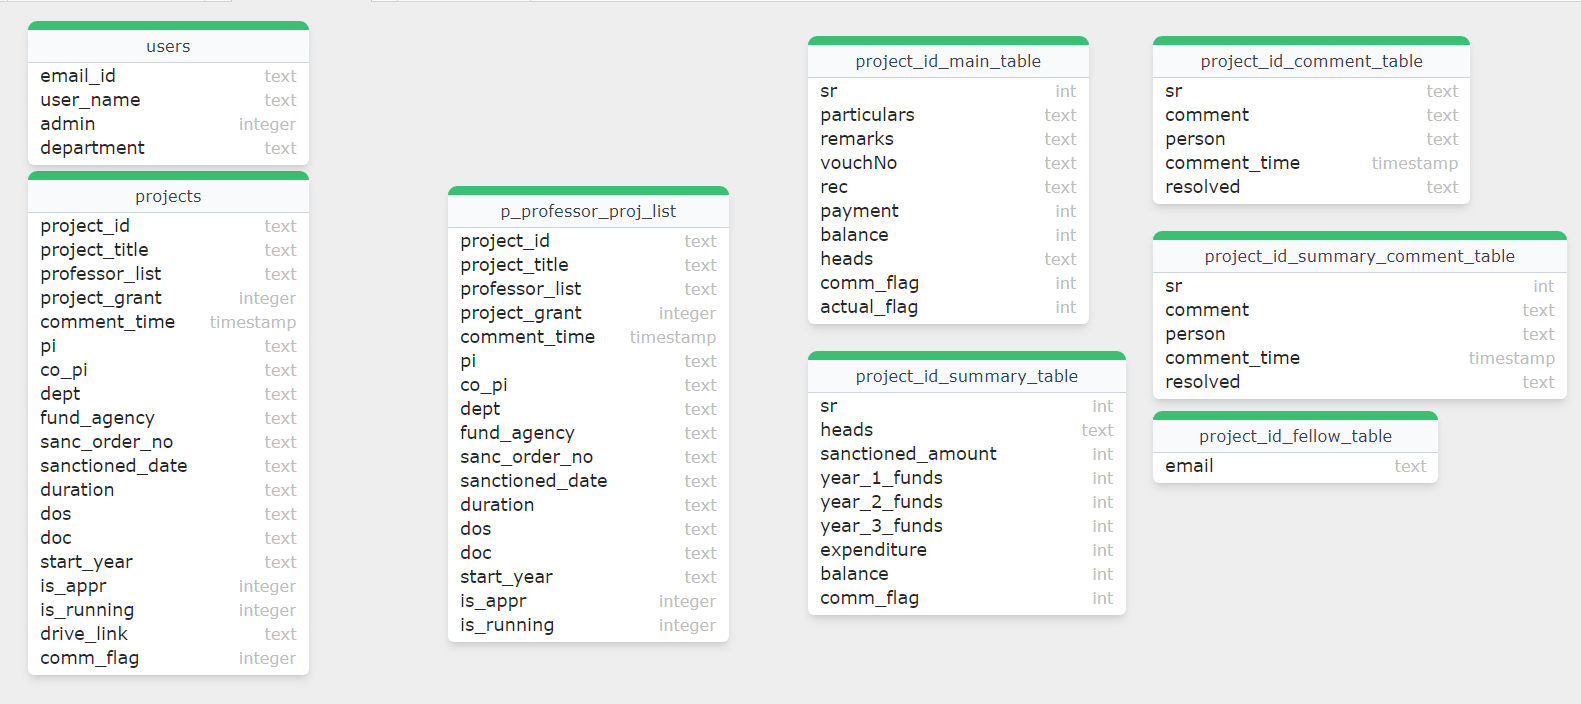 users
email_id text
user_name text
admin integer
department text
projects
project_id text
project_title text
professor_list text
project_grant integer
comment_time timestamp
pi text
co_pi text
dept text
fund_agency text
sanc_order_no text
sanctioned_date text
duration text
dos text
doc text
start_year text
is_appr integer
is_running integer
drive_link text
comm_flag integer
p_professor_proj_list
project_id text
project_title text
professor_list text
project_grant integer
comment_time timestamp
pi text
co_pi text
dept text
fund_agency text
sanc_order_no text
sanctioned_date text
duration text
dos text
doc text
start_year text
is_appr integer
is_running integer
project_id_main_table
sr int
particulars text
remarks text
vouchNo text
rec text
payment int
balance int
heads text
comm_flag int
actual_flag int
project_id_summary_table
sr int
heads text
sanctioned_amount int
year_1_funds int
year_2_funds int
year_3_funds int
expenditure int
balance int
comm_flag int
project_id_comment_table
sr text
comment text
person text
comment_time timestamp
resolved text
project_id_summary_comment_table
sr int
comment text
person text
comment_time timestamp
resolved text
project_id_fellow_table
email text